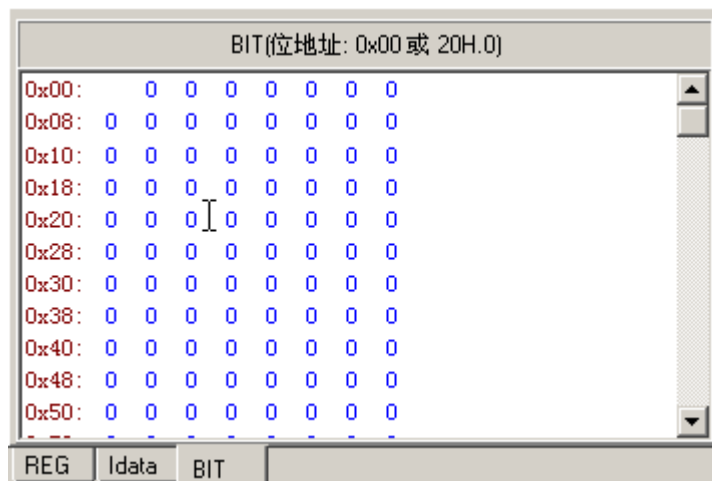 BIT(位地址: 0x00 或 20H.0)
0x00: 0 0 0 0 0 0 0
0x08: 0 0 0 0 0 0 0 0
0x10: 0 0 0 0 0 0 0 0
0x18: 0 0 0 0 0 0 0 0
0x20: 0 0 0 0 0 0 0 0
0x28: 0 0 0 0 0 0 0 0
0x30: 0 0 0 0 0 0 0 0
0x38: 0 0 0 0 0 0 0 0
0x40: 0 0 0 0 0 0 0 0
0x48: 0 0 0 0 0 0 0 0
0x50: 0 0 0 0 0 0 0 0
REG Idata BIT